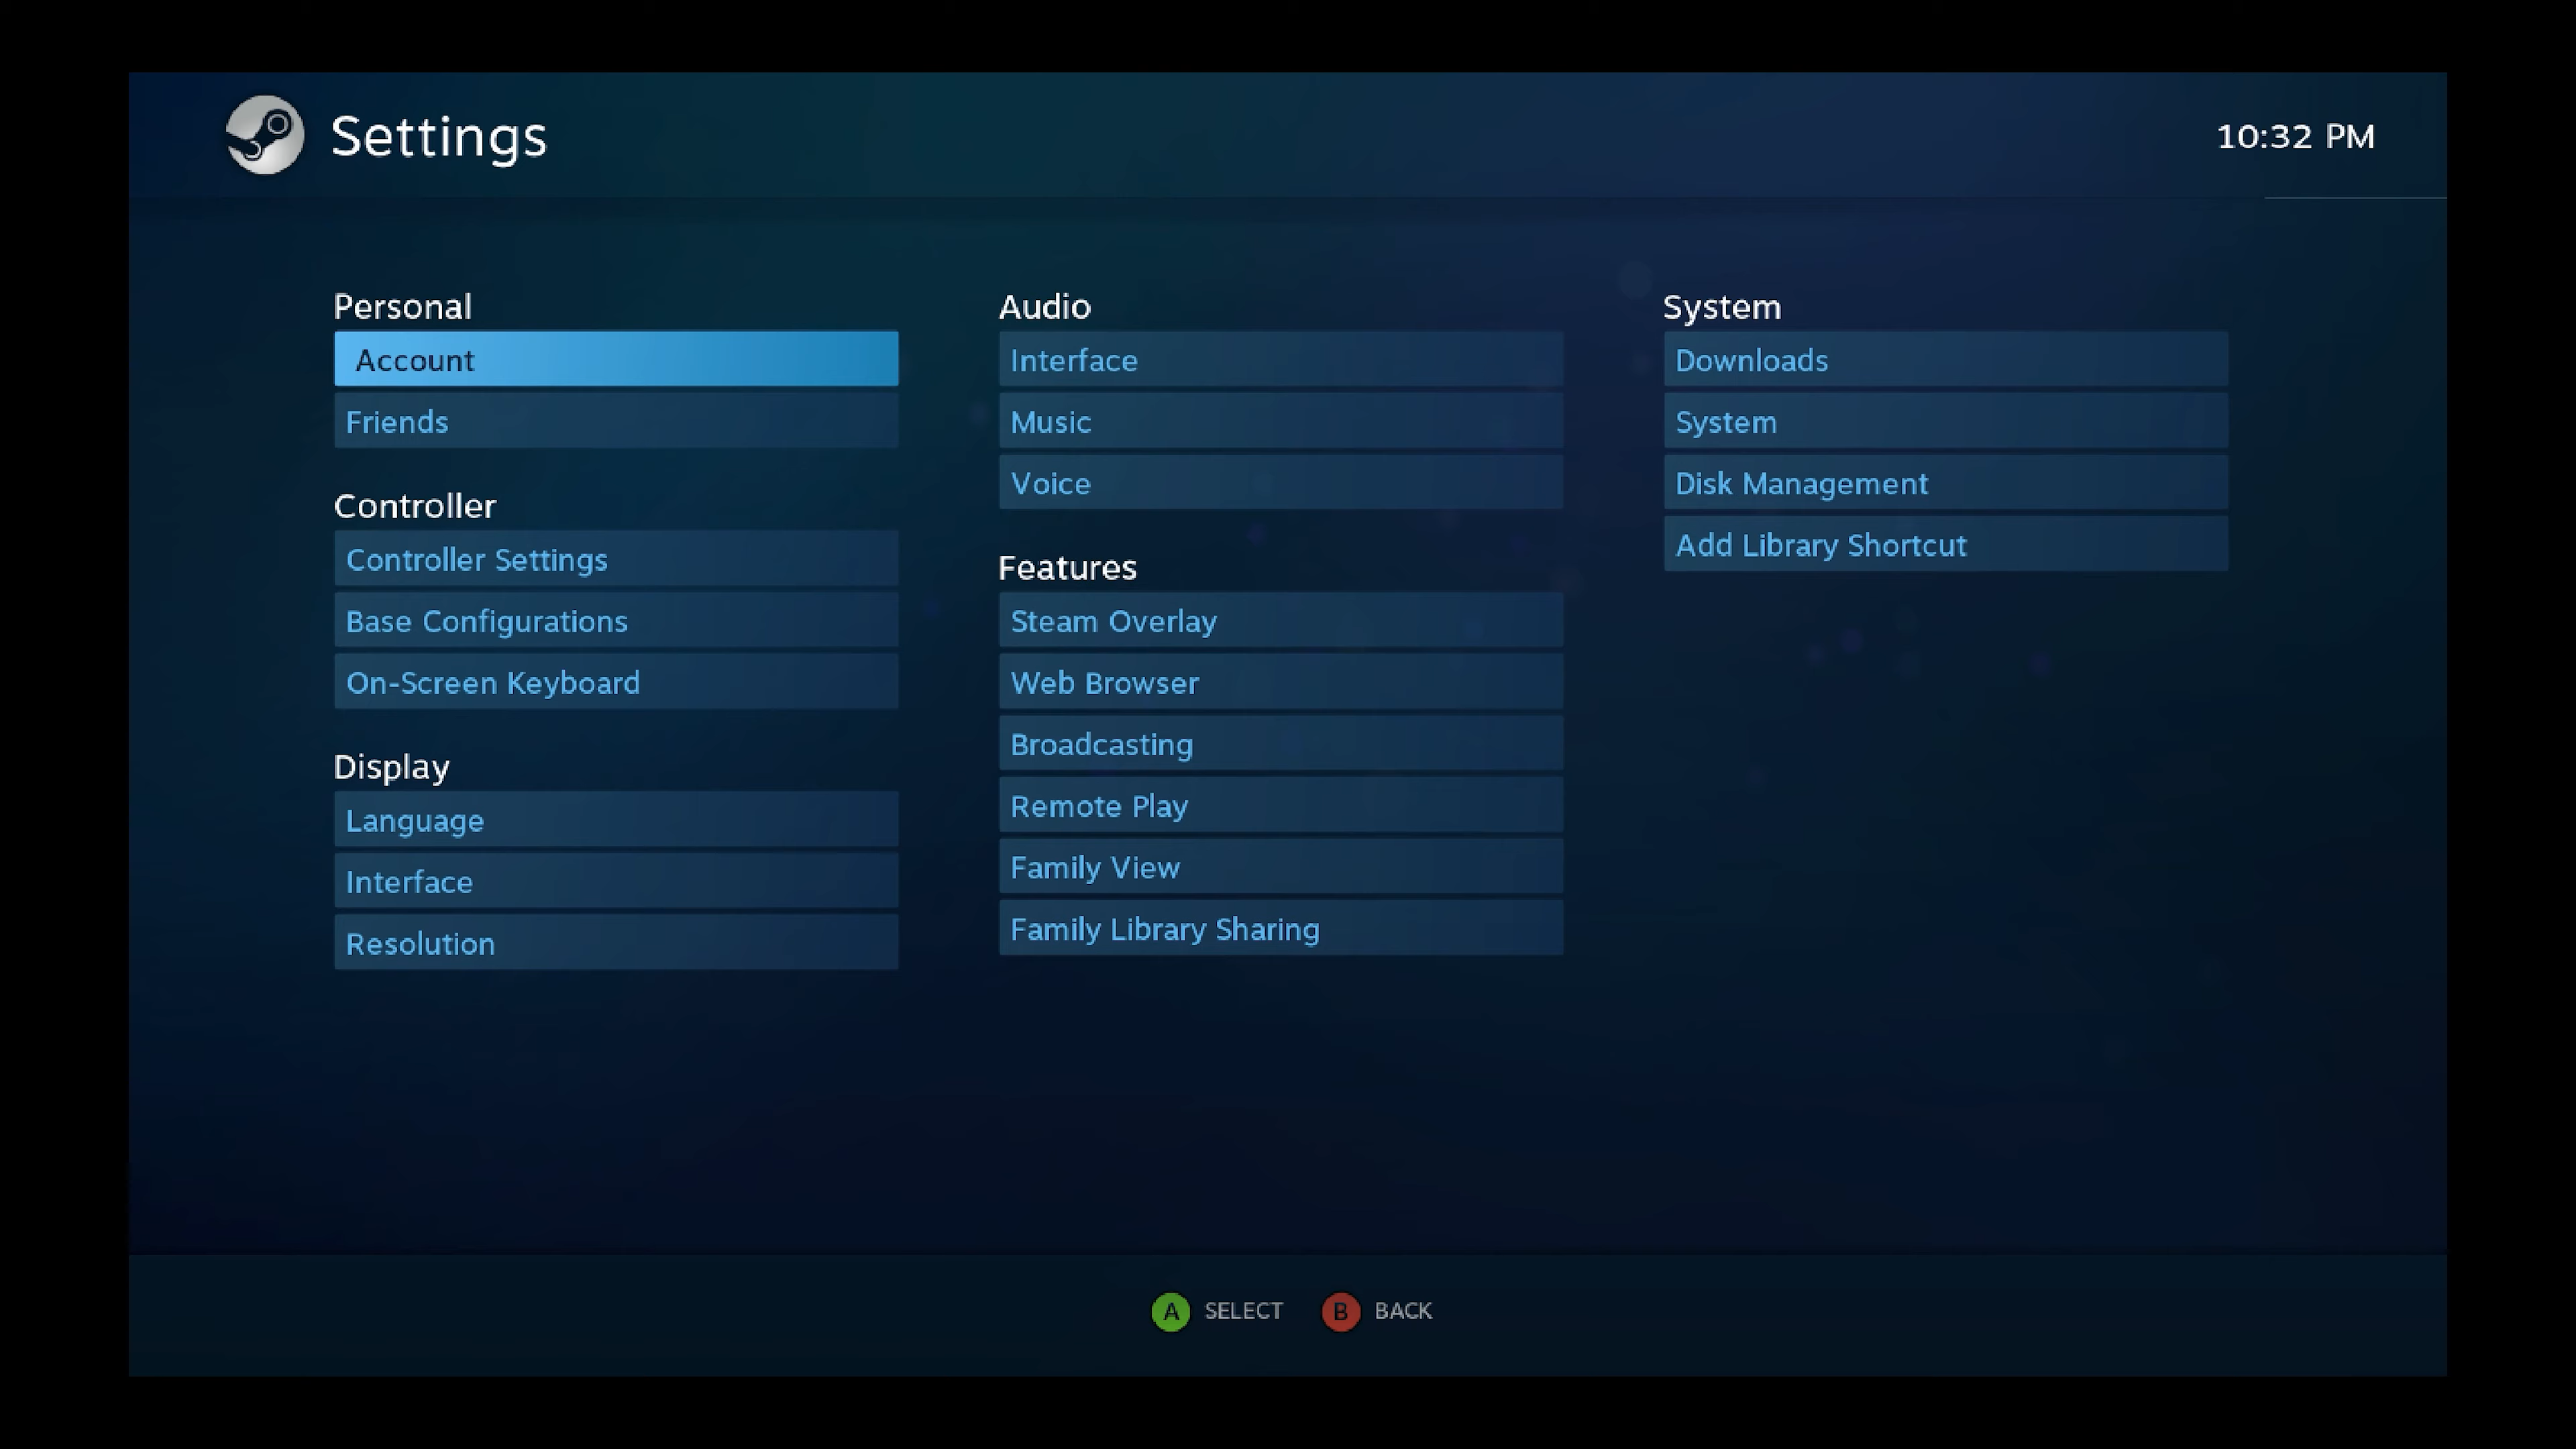 Settings
10:32 PM
Personal
Account
Friends
Controller
Controller Settings
Base Configurations
On-Screen Keyboard
Display
Language
Interface
Resolution
Audio
Interface
Music
Voice
Features
Steam Overlay
Web Browser
Broadcasting
Remote Play
Family View
Family Library Sharing
System
Downloads
System
Disk Management
Add Library Shortcut
A SELECT B BACK